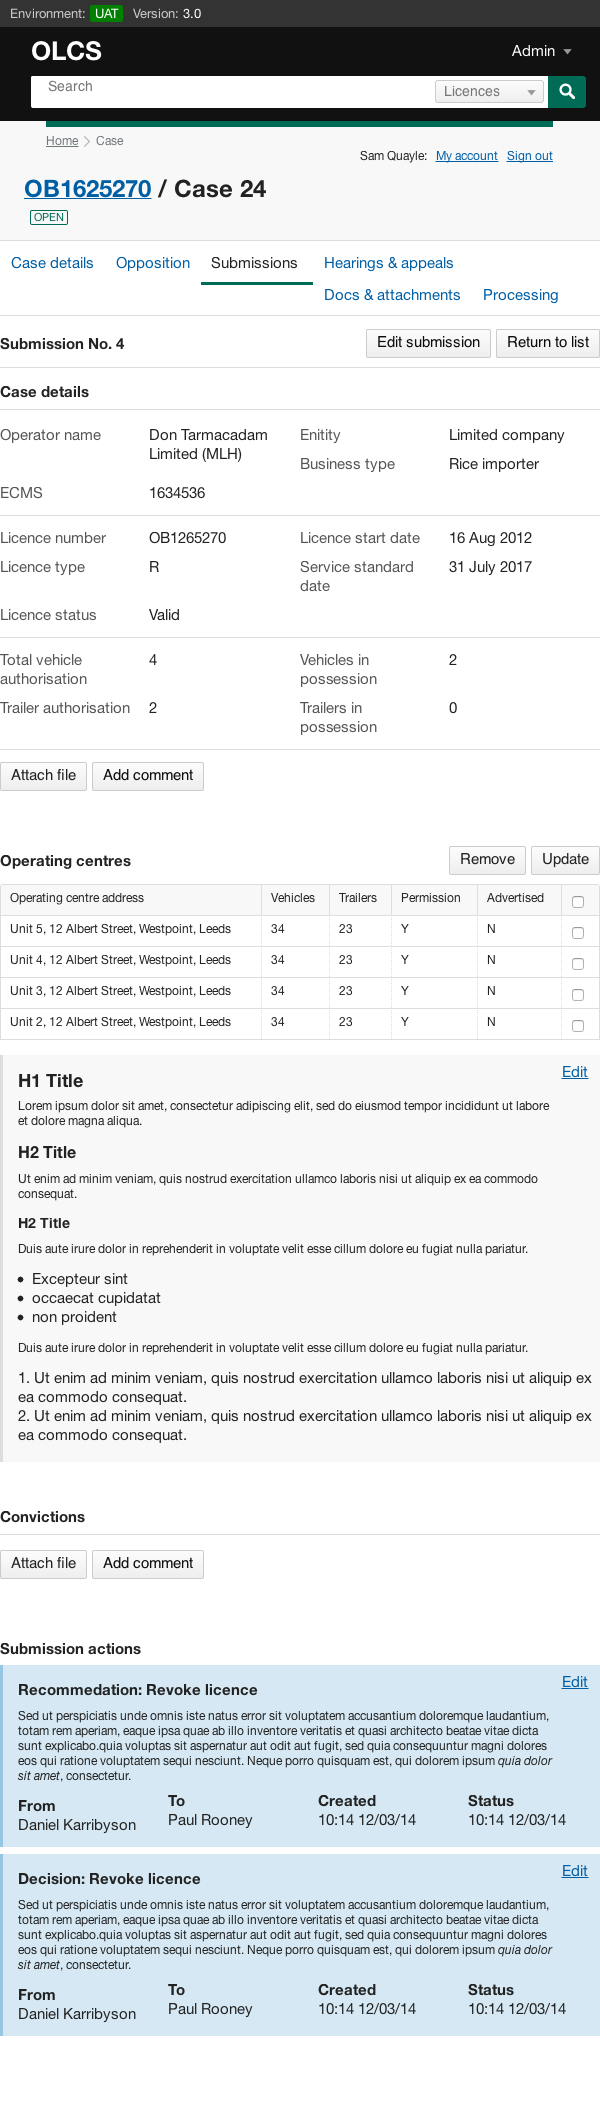 Environment: UAT Version: 3.0
OLCS
Admin
Search
Licences
Home Case
Sam Quayle: My account Sign out
OB1625270 / Case 24
OPEN
Case details Opposition Submissions Hearings & appeals
Docs & attachments Processing
Submission No. 4
Edit submission Return to list
Case details
Operator name Don Tarmacadam Limited (MLH) Enitity Limited company
Business type Rice importer
ECMS 1634536
Licence number OB1265270 Licence start date 16 Aug 2012
Licence type R Service standard date 31 July 2017
Licence status Valid
Total vehicle authorisation 4 Vehicles in possession 2
Trailer authorisation 2 Trailers in possession 0
Attach file Add comment
Operating centres
Remove Update
Operating centre address Vehicles Trailers Permission Advertised
Unit 5, 12 Albert Street, Westpoint, Leeds 34 23 Y N
Unit 4, 12 Albert Street, Westpoint, Leeds 34 23 Y N
Unit 3, 12 Albert Street, Westpoint, Leeds 34 23 Y N
Unit 2, 12 Albert Street, Westpoint, Leeds 34 23 Y N
Edit
H1 Title
Lorem ipsum dolor sit amet, consectetur adipiscing elit, sed do eiusmod tempor incididunt ut labore
et dolore magna aliqua.
H2 Title
Ut enim ad minim veniam, quis nostrud exercitation ullamco laboris nisi ut aliquip ex ea commodo
consequat.
H2 Title
Duis aute irure dolor in reprehenderit in voluptate velit esse cillum dolore eu fugiat nulla pariatur.
• Excepteur sint
• occaecat cupidatat
• non proident
Duis aute irure dolor in reprehenderit in voluptate velit esse cillum dolore eu fugiat nulla pariatur.
1. Ut enim ad minim veniam, quis nostrud exercitation ullamco laboris nisi ut aliquip ex
ea commodo consequat.
2. Ut enim ad minim veniam, quis nostrud exercitation ullamco laboris nisi ut aliquip ex
ea commodo consequat.
Convictions
Attach file Add comment
Submission actions
Edit
Recommedation: Revoke licence
Sed ut perspiciatis unde omnis iste natus error sit voluptatem accusantium doloremque laudantium,
totam rem aperiam, eaque ipsa quae ab illo inventore veritatis et quasi architecto beatae vitae dicta
sunt explicabo.quia voluptas sit aspernatur aut odit aut fugit, sed quia consequuntur magni dolores
eos qui ratione voluptatem sequi nesciunt. Neque porro quisquam est, qui dolorem ipsum quia dolor
sit amet, consectetur.
From To Created Status
Daniel Karribyson Paul Rooney 10:14 12/03/14 10:14 12/03/14
Edit
Decision: Revoke licence
Sed ut perspiciatis unde omnis iste natus error sit voluptatem accusantium doloremque laudantium,
totam rem aperiam, eaque ipsa quae ab illo inventore veritatis et quasi architecto beatae vitae dicta
sunt explicabo.quia voluptas sit aspernatur aut odit aut fugit, sed quia consequuntur magni dolores
eos qui ratione voluptatem sequi nesciunt. Neque porro quisquam est, qui dolorem ipsum quia dolor
sit amet, consectetur.
From To Created Status
Daniel Karribyson Paul Rooney 10:14 12/03/14 10:14 12/03/14